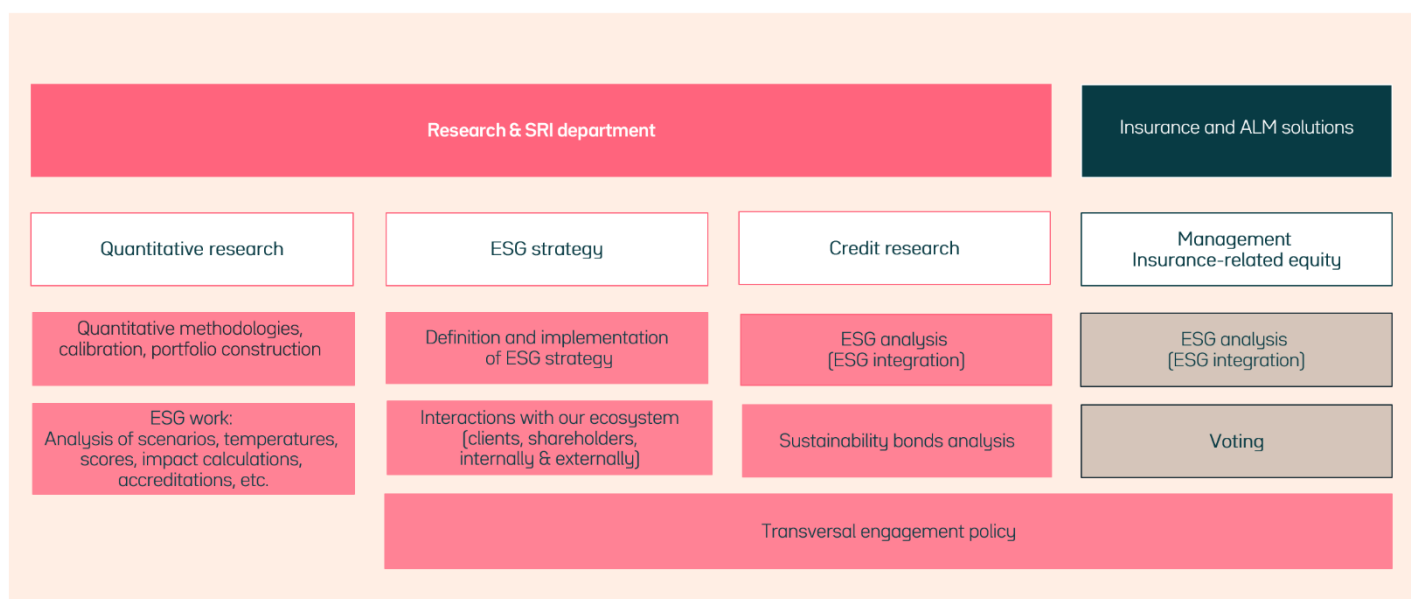 Research & SRI department
Insurance and ALM solutions
Quantitative research
ESG strategy
Credit research
Management
Insurance-related equity
Quantitative methodologies,
calibration, portfolio construction
Definition and implementation
of ESG strategy
ESG analysis
(ESG integration)
ESG analysis
(ESG integration)
ESG work:
Analysis of scenarios, temperatures,
scores, impact calculations,
accreditations, etc.
Interactions with our ecosystem
(clients, shareholders,
internally & externally)
Sustainability bonds analysis
Voting
Transversal engagement policy